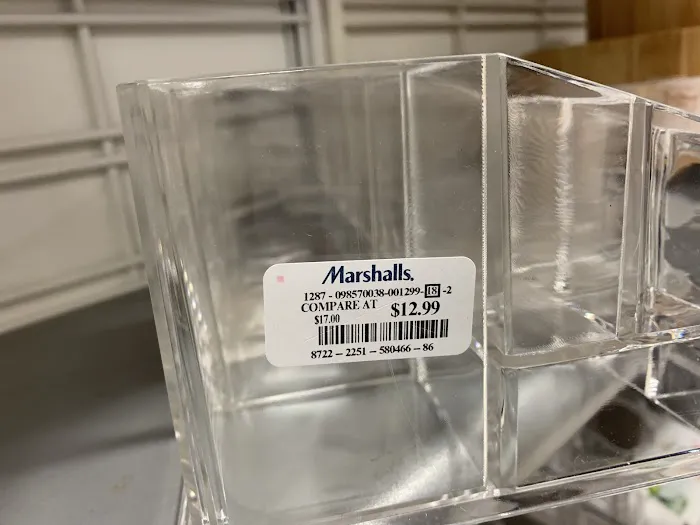 Marshalls.
1287 - 098570038-001299-18-2
COMPARE AT $12.99
$17.00
8722 - 2251 - 580466 - 86